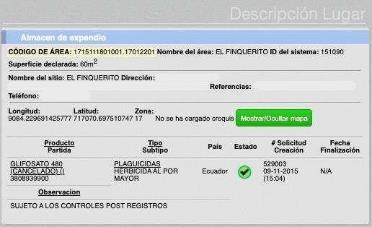 Descripción Lugar
Almacen de expendio
CÓDIGO DE ÁREA: 1715111601001.17012201 Nombre del área: EL FINQUERITO ID del sistema: 151090
Superficie declarada: 60m2
Nombre del sitio: EL FINQUERITO Dirección:
Referencias:
Teléfono:
Longitud: Latitud: Zona:
9084.229691425777 717070.697510747 17 No se ha cargado croquis Mostrar/Ocultar mapa
Producto Tipo País Estado # Solicitud Fecha
Partida Subtipo Creación Finalización
GLIFOSATO 480 PLAGUICIDAS 529003
(CANCELADO) () HERBICIDA AL POR Ecuador 09-11-2015 N/A
3808939900 MAYOR (15:04)
Observacion
SUJETO A LOS CONTROLES POST REGISTROS